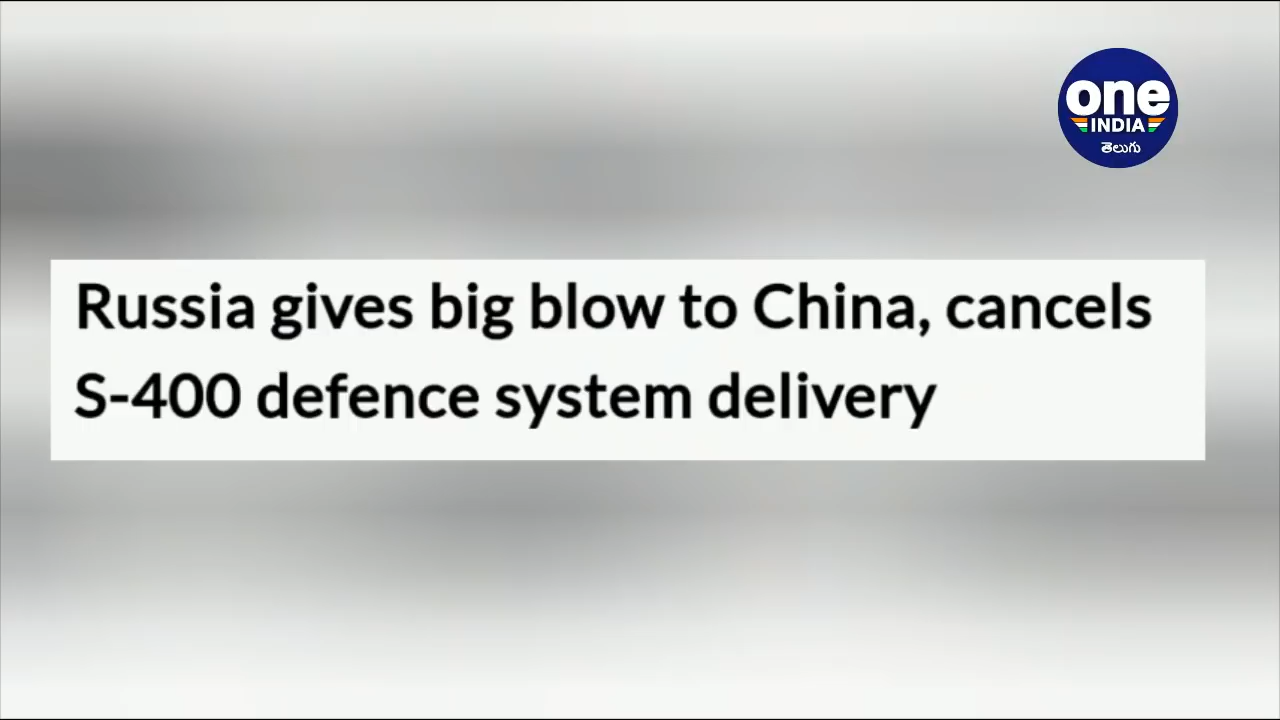 one
INDIA
తెలుగు
Russia gives big blow to China, cancels
S-400 defence system delivery